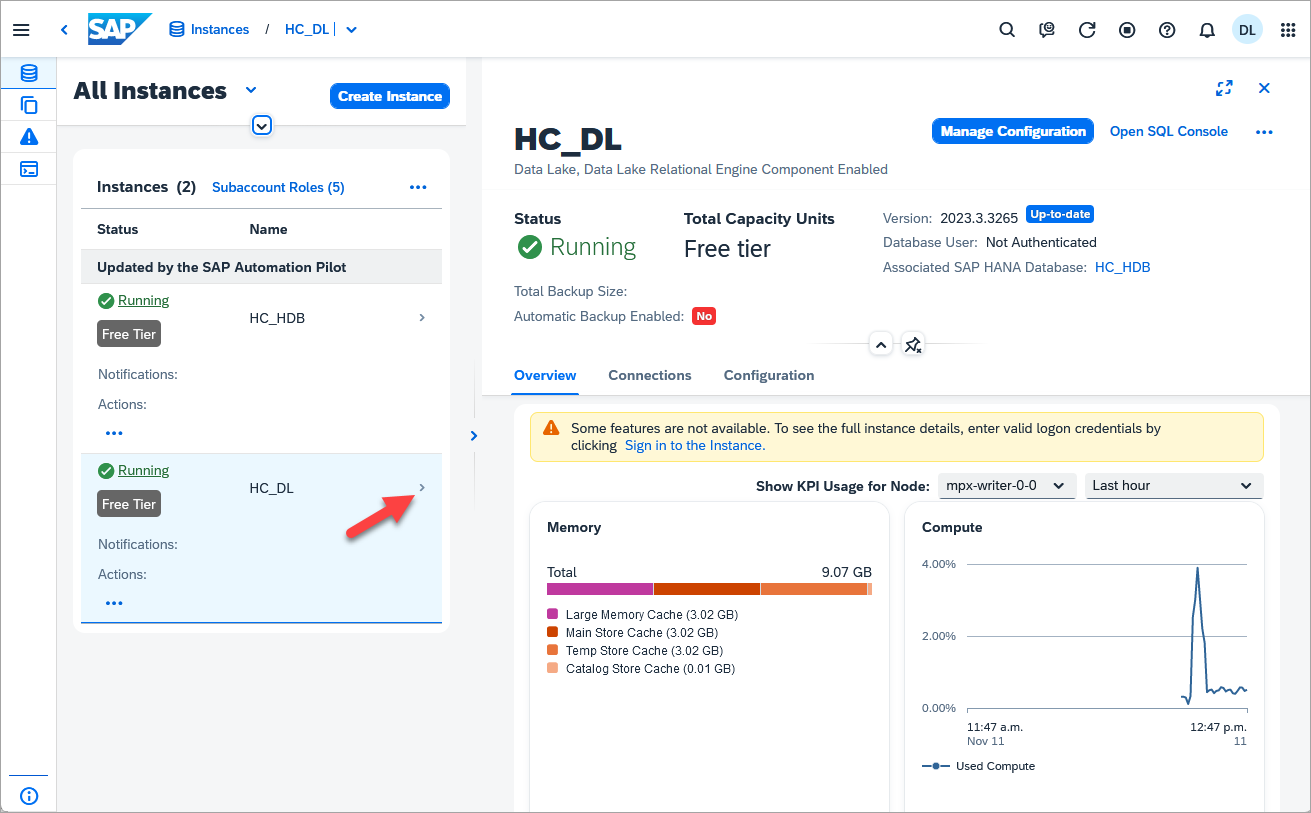 SAP
Instances / HC_DL |
DL
All Instances
Create Instance
Instances (2) Subaccount Roles (5)
Status Name
Updated by the SAP Automation Pilot
Running
HC_HDB
Free Tier
Notifications:
Actions:
Running
HC_DL
Free Tier
Notifications:
Actions:
HC_DL
Manage Configuration Open SQL Console
Data Lake, Data Lake Relational Engine Component Enabled
Status
Running
Total Capacity Units
Free tier
Version: 2023.3.3265 Up-to-date
Database User: Not Authenticated
Associated SAP HANA Database: HC_HDB
Total Backup Size:
Automatic Backup Enabled: No
Overview Connections Configuration
Some features are not available. To see the full instance details, enter valid logon credentials by
clicking Sign in to the Instance.
Show KPI Usage for Node: mpx-writer-0-0 Last hour
Memory
Total 9.07 GB
Large Memory Cache (3.02 GB)
Main Store Cache (3.02 GB)
Temp Store Cache (3.02 GB)
Catalog Store Cache (0.01 GB)
Compute
4.00%
2.00%
0.00%
11:47 a.m. 12:47 p.m.
Nov 11 11
Used Compute